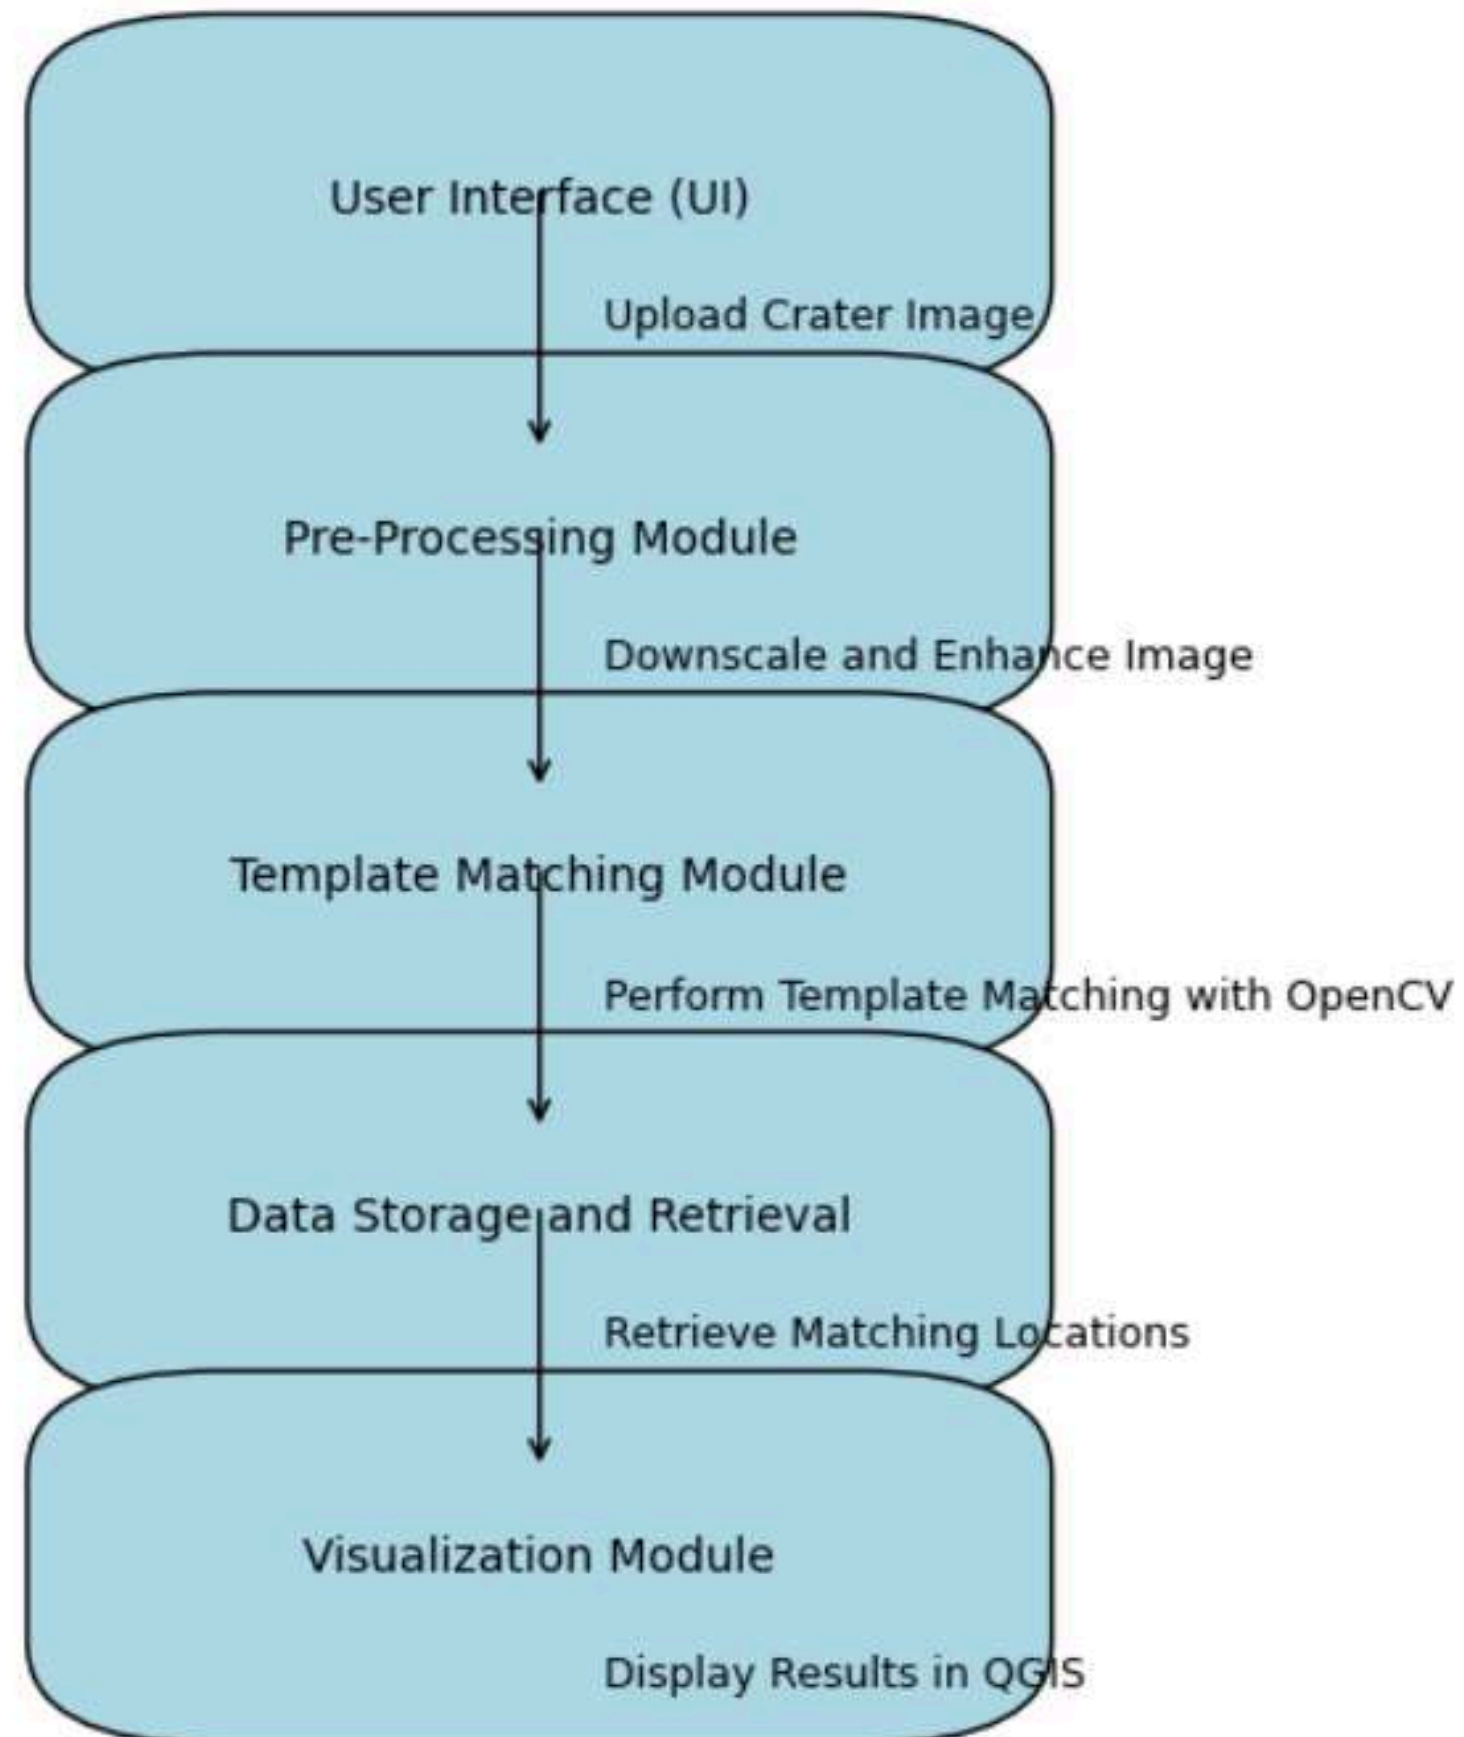 User Interface (UI)
Upload Crater Image
Pre-Processing Module
Downscale and Enhance Image
Template Matching Module
Perform Template Matching with OpenCV
Data Storage and Retrieval
Retrieve Matching Locations
Visualization Module
Display Results in QGIS